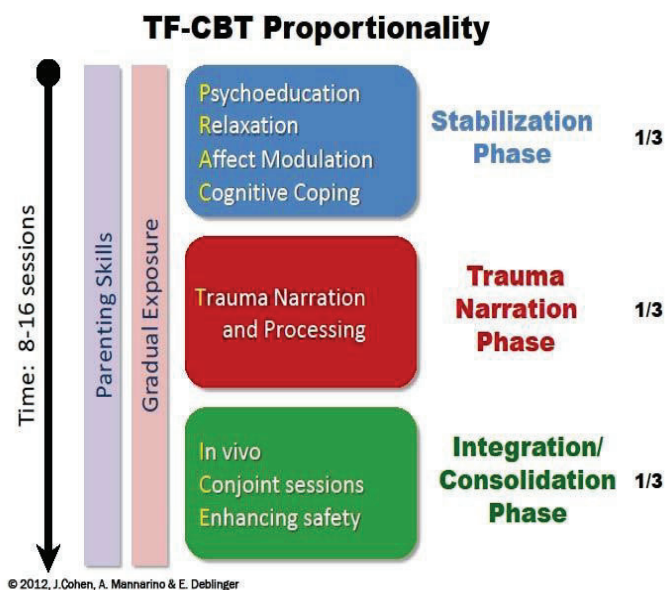 TF-CBT Proportionality
Time: 8-16 sessions
Parenting Skills
Gradual Exposure
Psychoeducation
Relaxation
Affect Modulation
Cognitive Coping
Stabilization
Phase
1/3
Trauma Narration
and Processing
Trauma
Narration
Phase
1/3
In vivo
Conjoint sessions
Enhancing safety
Integration/
Consolidation
Phase
1/3
© 2012, J.Cohen, A. Mannarino & E. Deblinger